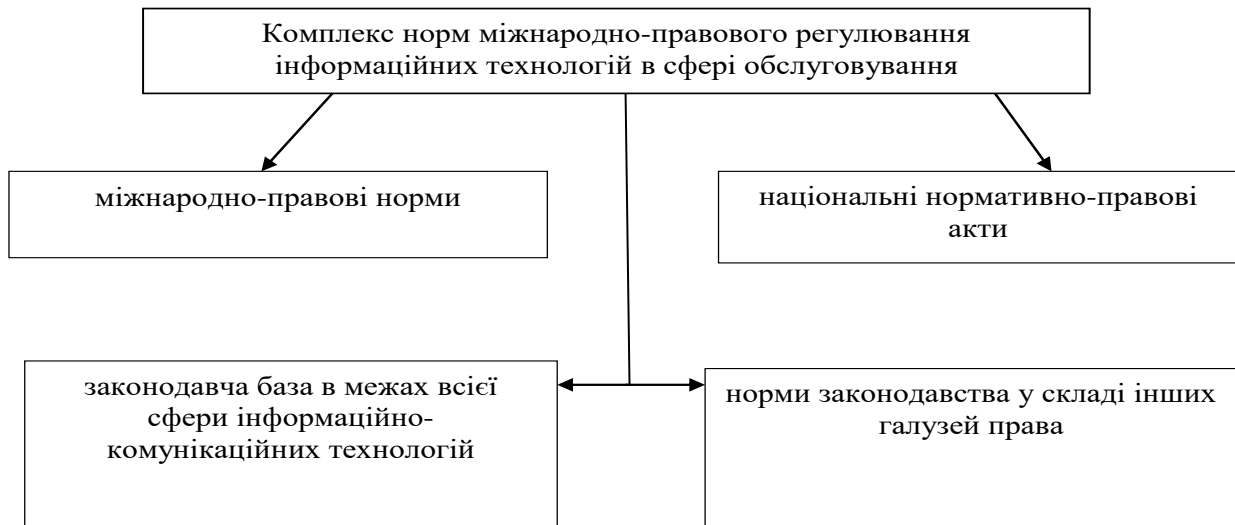 Комплекс норм міжнародно-правового регулювання
інформаційних технологій в сфері обслуговування
міжнародно-правові норми
національні нормативно-правові
акти
законодавча база в межах всієї
сфери інформаційно-
комунікаційних технологій
норми законодавства у складі інших
галузей права